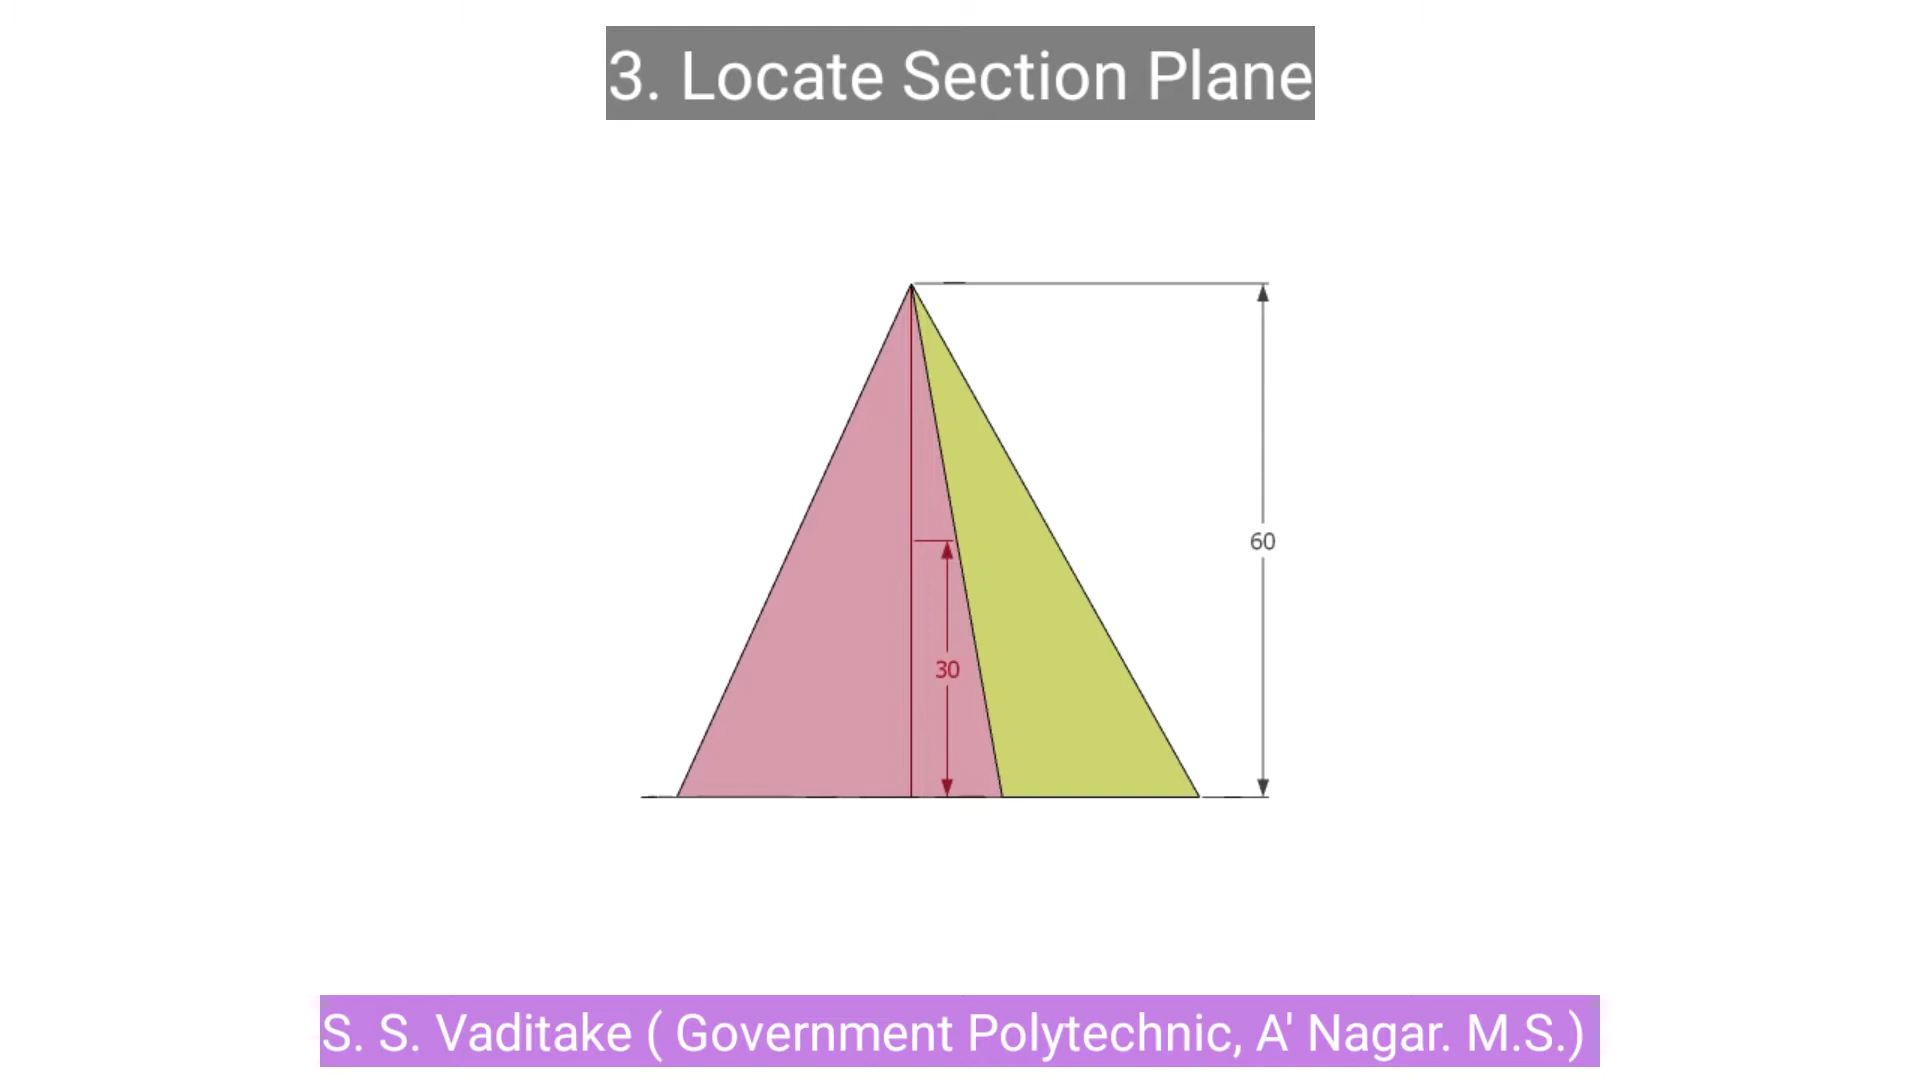 3. Locate Section Plane
60
30
S. S. Vaditake ( Government Polytechnic, A' Nagar. M.S.)